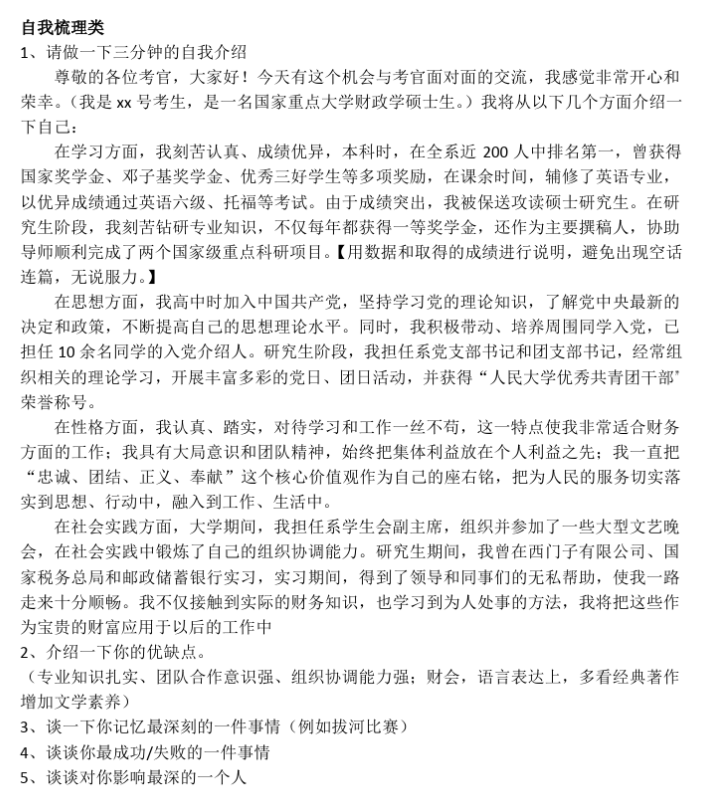 自我梳理类
1、请做一下三分钟的自我介绍
尊敬的各位考官，大家好！今天有这个机会与考官面对面的交流，我感觉非常开心和
荣幸。（我是 xx 号考生，是一名国家重点大学财政学硕士生。）我将从以下几个方面介绍一
下自己：
在学习方面，我刻苦认真、成绩优异，本科时，在全系近 200 人中排名第一，曾获得
国家奖学金、邓子基奖学金、优秀三好学生等多项奖励，在课余时间，辅修了英语专业，
以优异成绩通过英语六级、托福等考试。由于成绩突出，我被保送攻读硕士研究生。在研
究生阶段，我刻苦钻研专业知识，不仅每年都获得一等奖学金，还作为主要撰稿人，协助
导师顺利完成了两个国家级重点科研项目。【用数据和取得的成绩进行说明，避免出现空话
连篇，无说服力。】
在思想方面，我高中时加入中国共产党，坚持学习党的理论知识，了解党中央最新的
决定和政策，不断提高自己的思想理论水平。同时，我积极带动、培养周围同学入党，已
担任 10 余名同学的入党介绍人。研究生阶段，我担任系党支部书记和团支部书记，经常组
织相关的理论学习，开展丰富多彩的党日、团日活动，并获得“人民大学优秀共青团干部”
荣誉称号。
在性格方面，我认真、踏实，对待学习和工作一丝不苟，这一特点使我非常适合财务
方面的工作；我具有大局意识和团队精神，始终把集体利益放在个人利益之先；我一直把
“忠诚、团结、正义、奉献”这个核心价值观作为自己的座右铭，把为人民的服务切实落
实到思想、行动中，融入到工作、生活中。
在社会实践方面，大学期间，我担任系学生会副主席，组织并参加了一些大型文艺晚
会，在社会实践中锻炼了自己的组织协调能力。研究生期间，我曾在西门子有限公司、国
家税务总局和邮政储蓄银行实习，实习期间，得到了领导和同事们的无私帮助，使我一路
走来十分顺畅。我不仅接触到实际的财务知识，也学习到为人处事的方法，我将把这些作
为宝贵的财富应用于以后的工作中
2、介绍一下你的优缺点。
（专业知识扎实、团队合作意识强、组织协调能力强；财会，语言表达上，多看经典著作
增加文学素养）
3、谈一下你记忆最深刻的一件事情（例如拔河比赛）
4、谈谈你最成功/失败的一件事情
5、谈谈对你影响最深的一个人